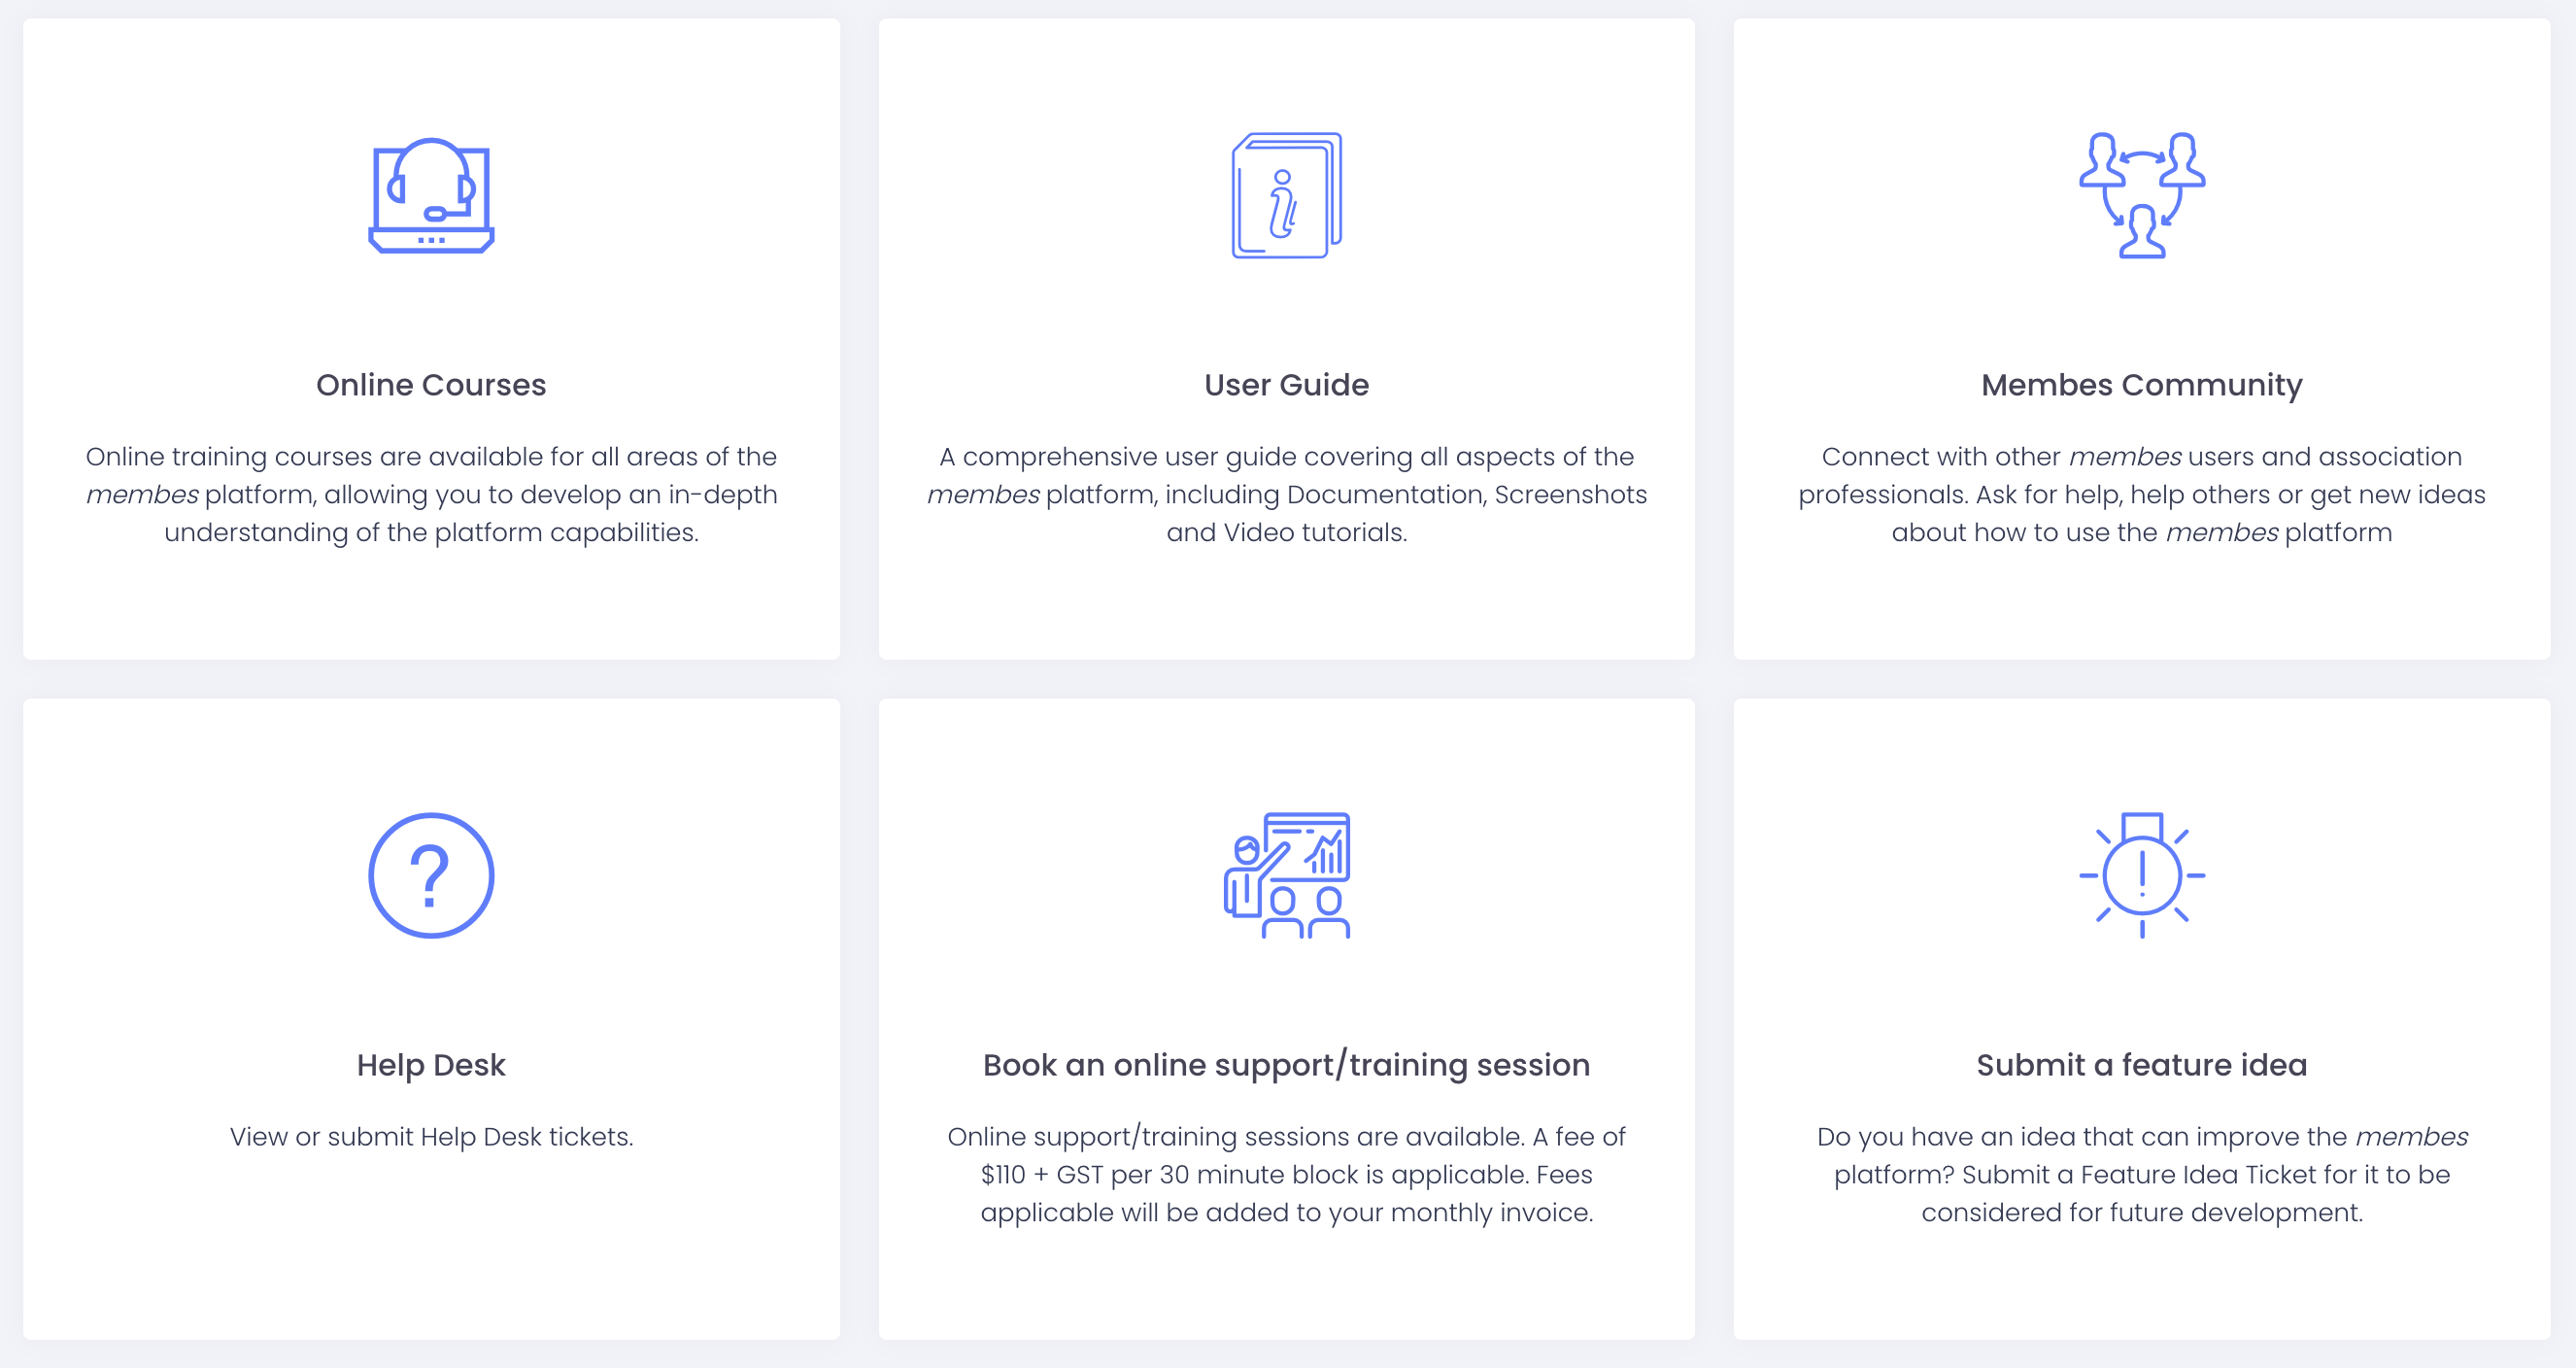 Online Courses
Online training courses are available for all areas of the
membes platform, allowing you to develop an in-depth
understanding of the platform capabilities.
User Guide
A comprehensive user guide covering all aspects of the
membes platform, including Documentation, Screenshots
and Video tutorials.
Membes Community
Connect with other membes users and association
professionals. Ask for help, help others or get new ideas
about how to use the membes platform
Help Desk
View or submit Help Desk tickets.
Book an online support/training session
Online support/training sessions are available. A fee of
$110 + GST per 30 minute block is applicable. Fees
applicable will be added to your monthly invoice.
Submit a feature idea
Do you have an idea that can improve the membes
platform? Submit a Feature Idea Ticket for it to be
considered for future development.